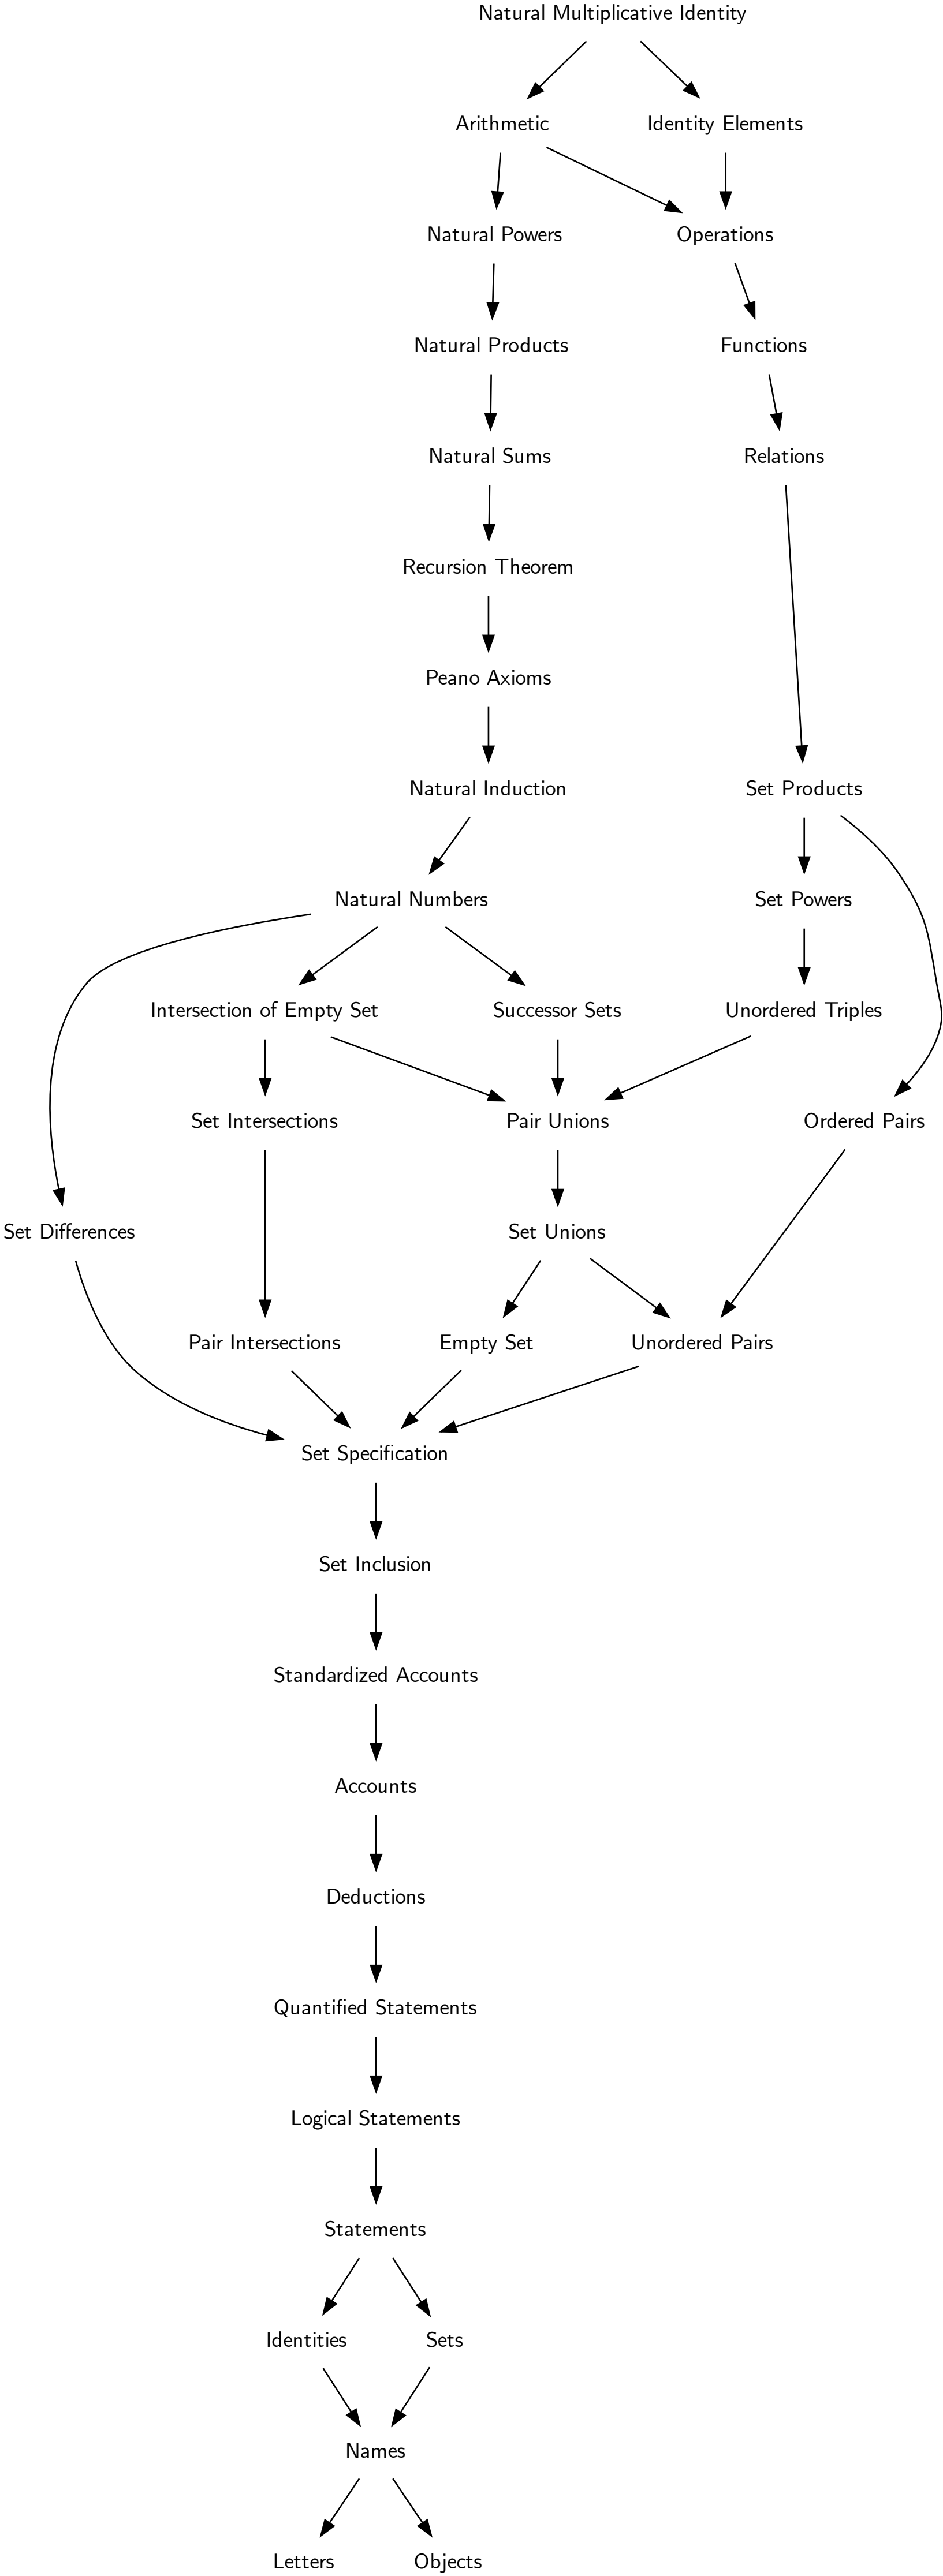 Natural Multiplicative Identity
Arithmetic
Identity Elements
Natural Powers
Operations
Natural Products
Functions
Natural Sums
Relations
Recursion Theorem
Peano Axioms
Natural Induction
Set Products
Natural Numbers
Set Powers
Intersection of Empty Set
Successor Sets
Unordered Triples
Set Intersections
Pair Unions
Ordered Pairs
Set Differences
Set Unions
Pair Intersections
Empty Set
Unordered Pairs
Set Specification
Set Inclusion
Standardized Accounts
Accounts
Deductions
Quantified Statements
Logical Statements
Statements
Identities
Sets
Names
Letters
Objects